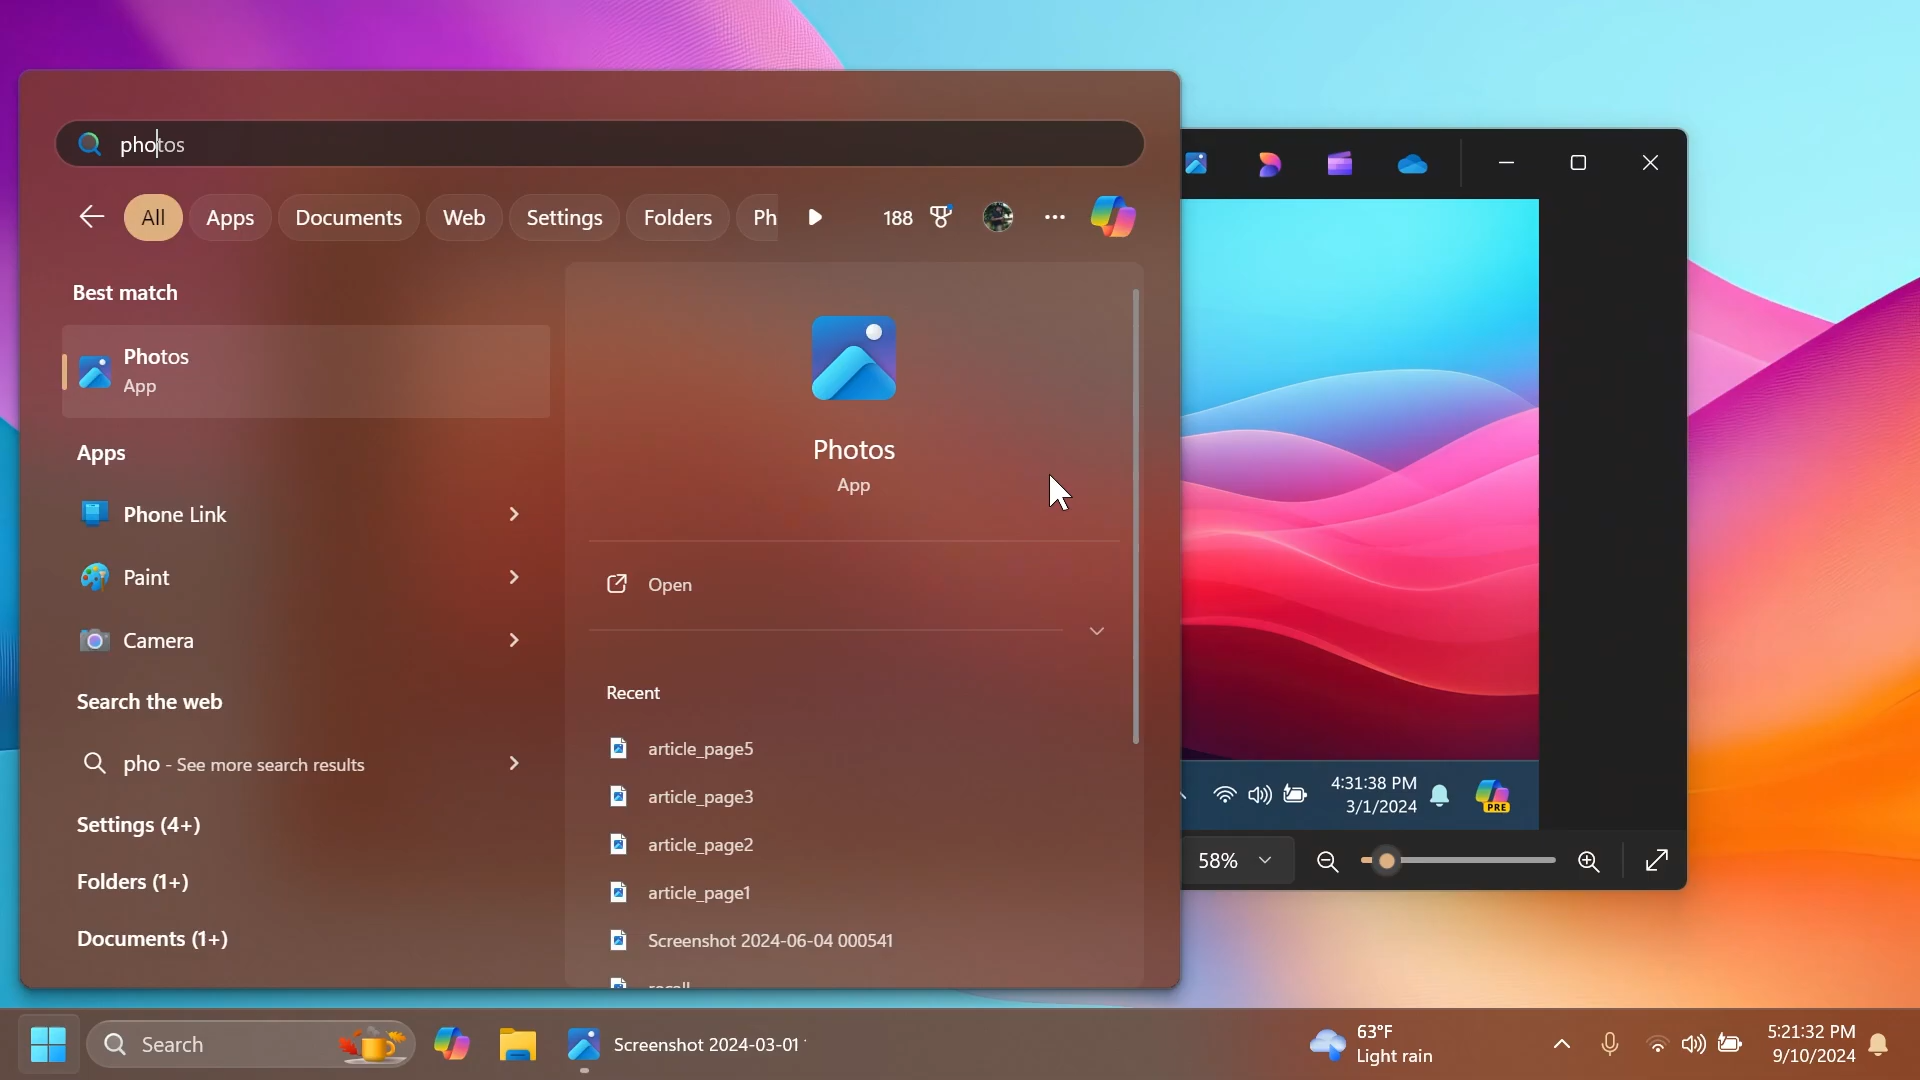 photos
All
Apps
Documents
Web
Settings
Folders
Ph
188
Best match
Photos
App
Apps
Phone Link
Paint
Camera
Search the web
pho - See more search results
Settings (4+)
Folders (1+)
Documents (1+)
Photos
App
Open
Recent
article_page5
article_page3
article_page2
article_page1
Screenshot 2024-06-04 000541
recall
4:31:38 PM
3/1/2024
PRE
58%
Search
Screenshot 2024-03-01
63°F
Light rain
5:21:32 PM
9/10/2024